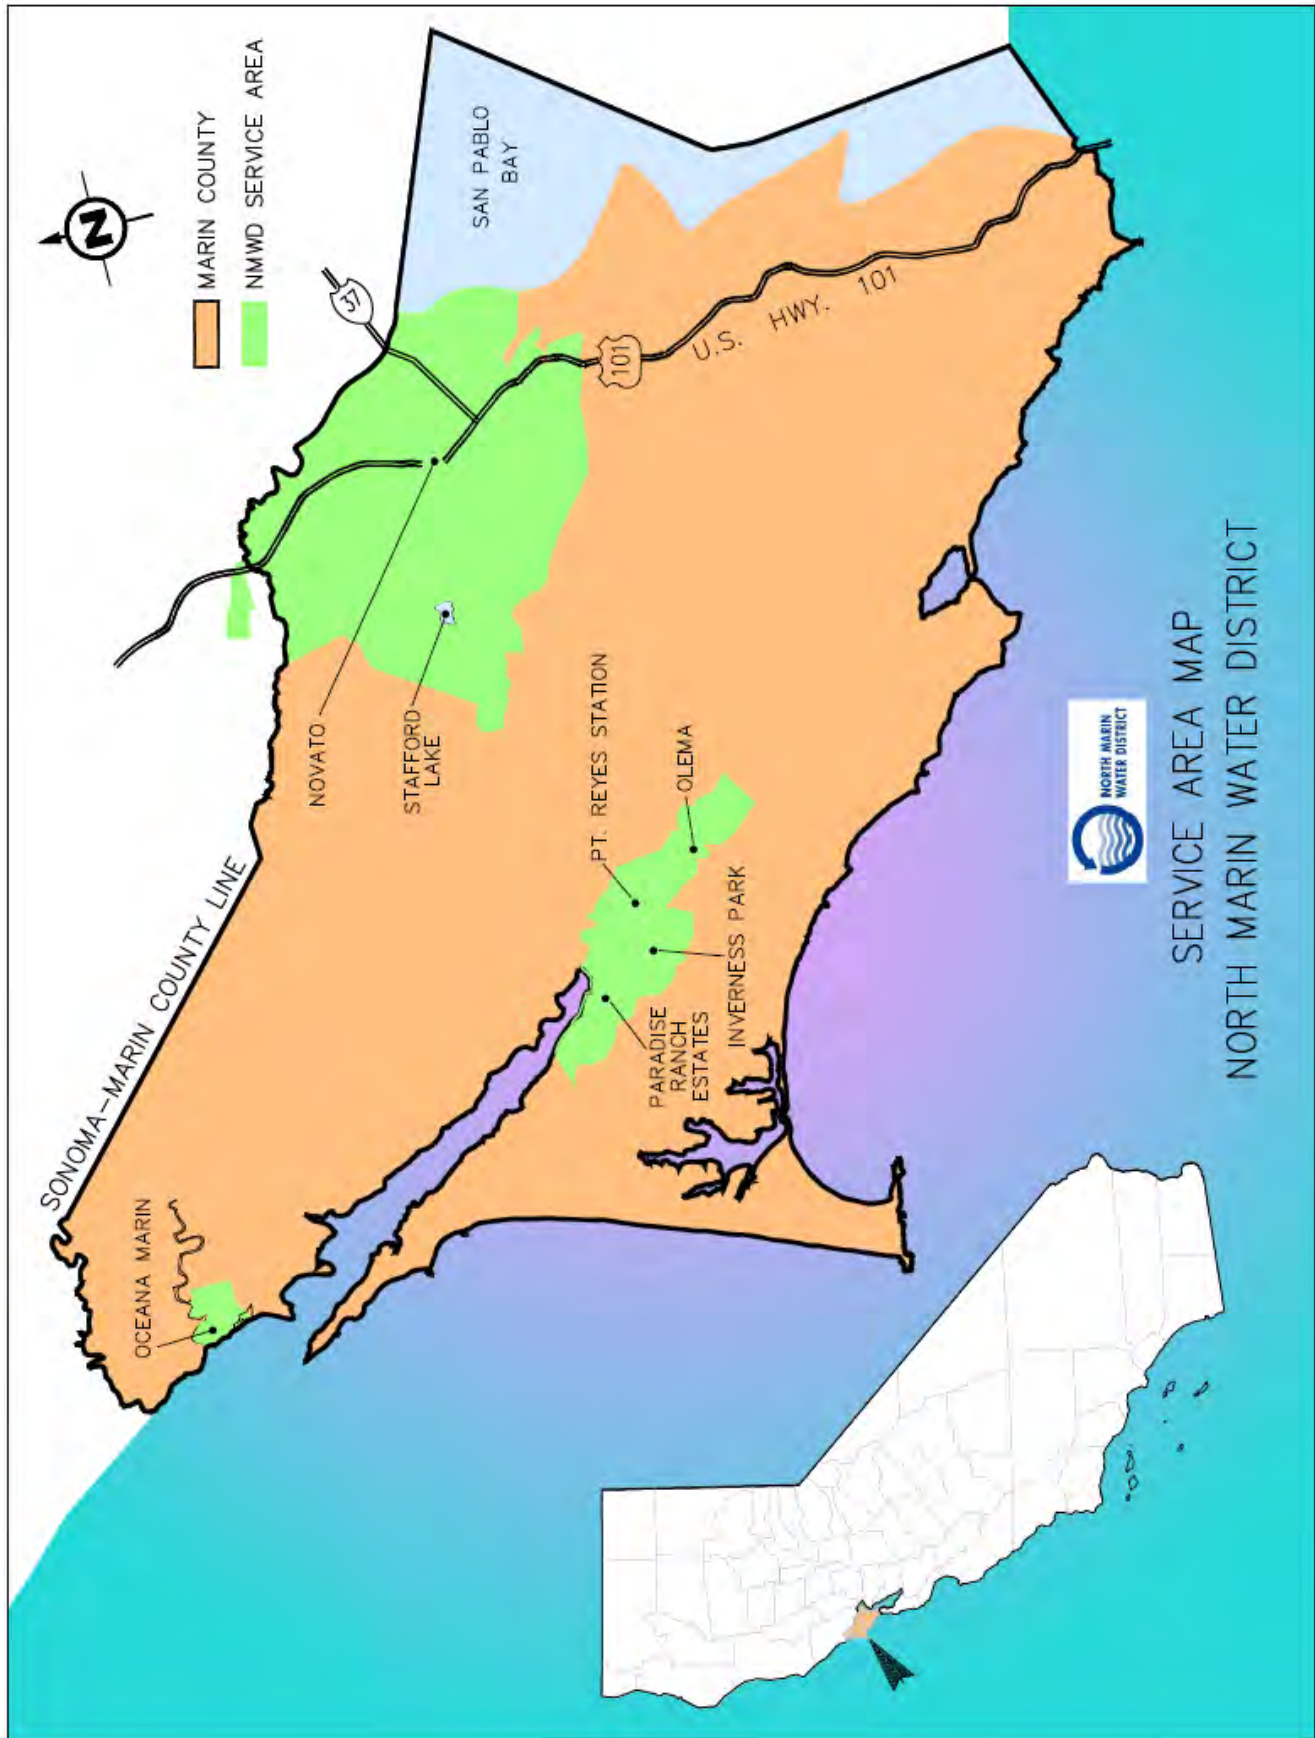 N
MARIN COUNTY
NMWD SERVICE AREA
SONOMA-MARIN COUNTY LINE
OCEANA MARIN
NOVATO
STAFFORD
LAKE
37
SAN PABLO
BAY
101
U.S. HWY. 101
PT. REYES STATION
OLEMA
PARADISE
RANCH
ESTATES
INVERNESS PARK
NORTH MARIN
WATER DISTRICT
SERVICE AREA MAP
NORTH MARIN WATER DISTRICT